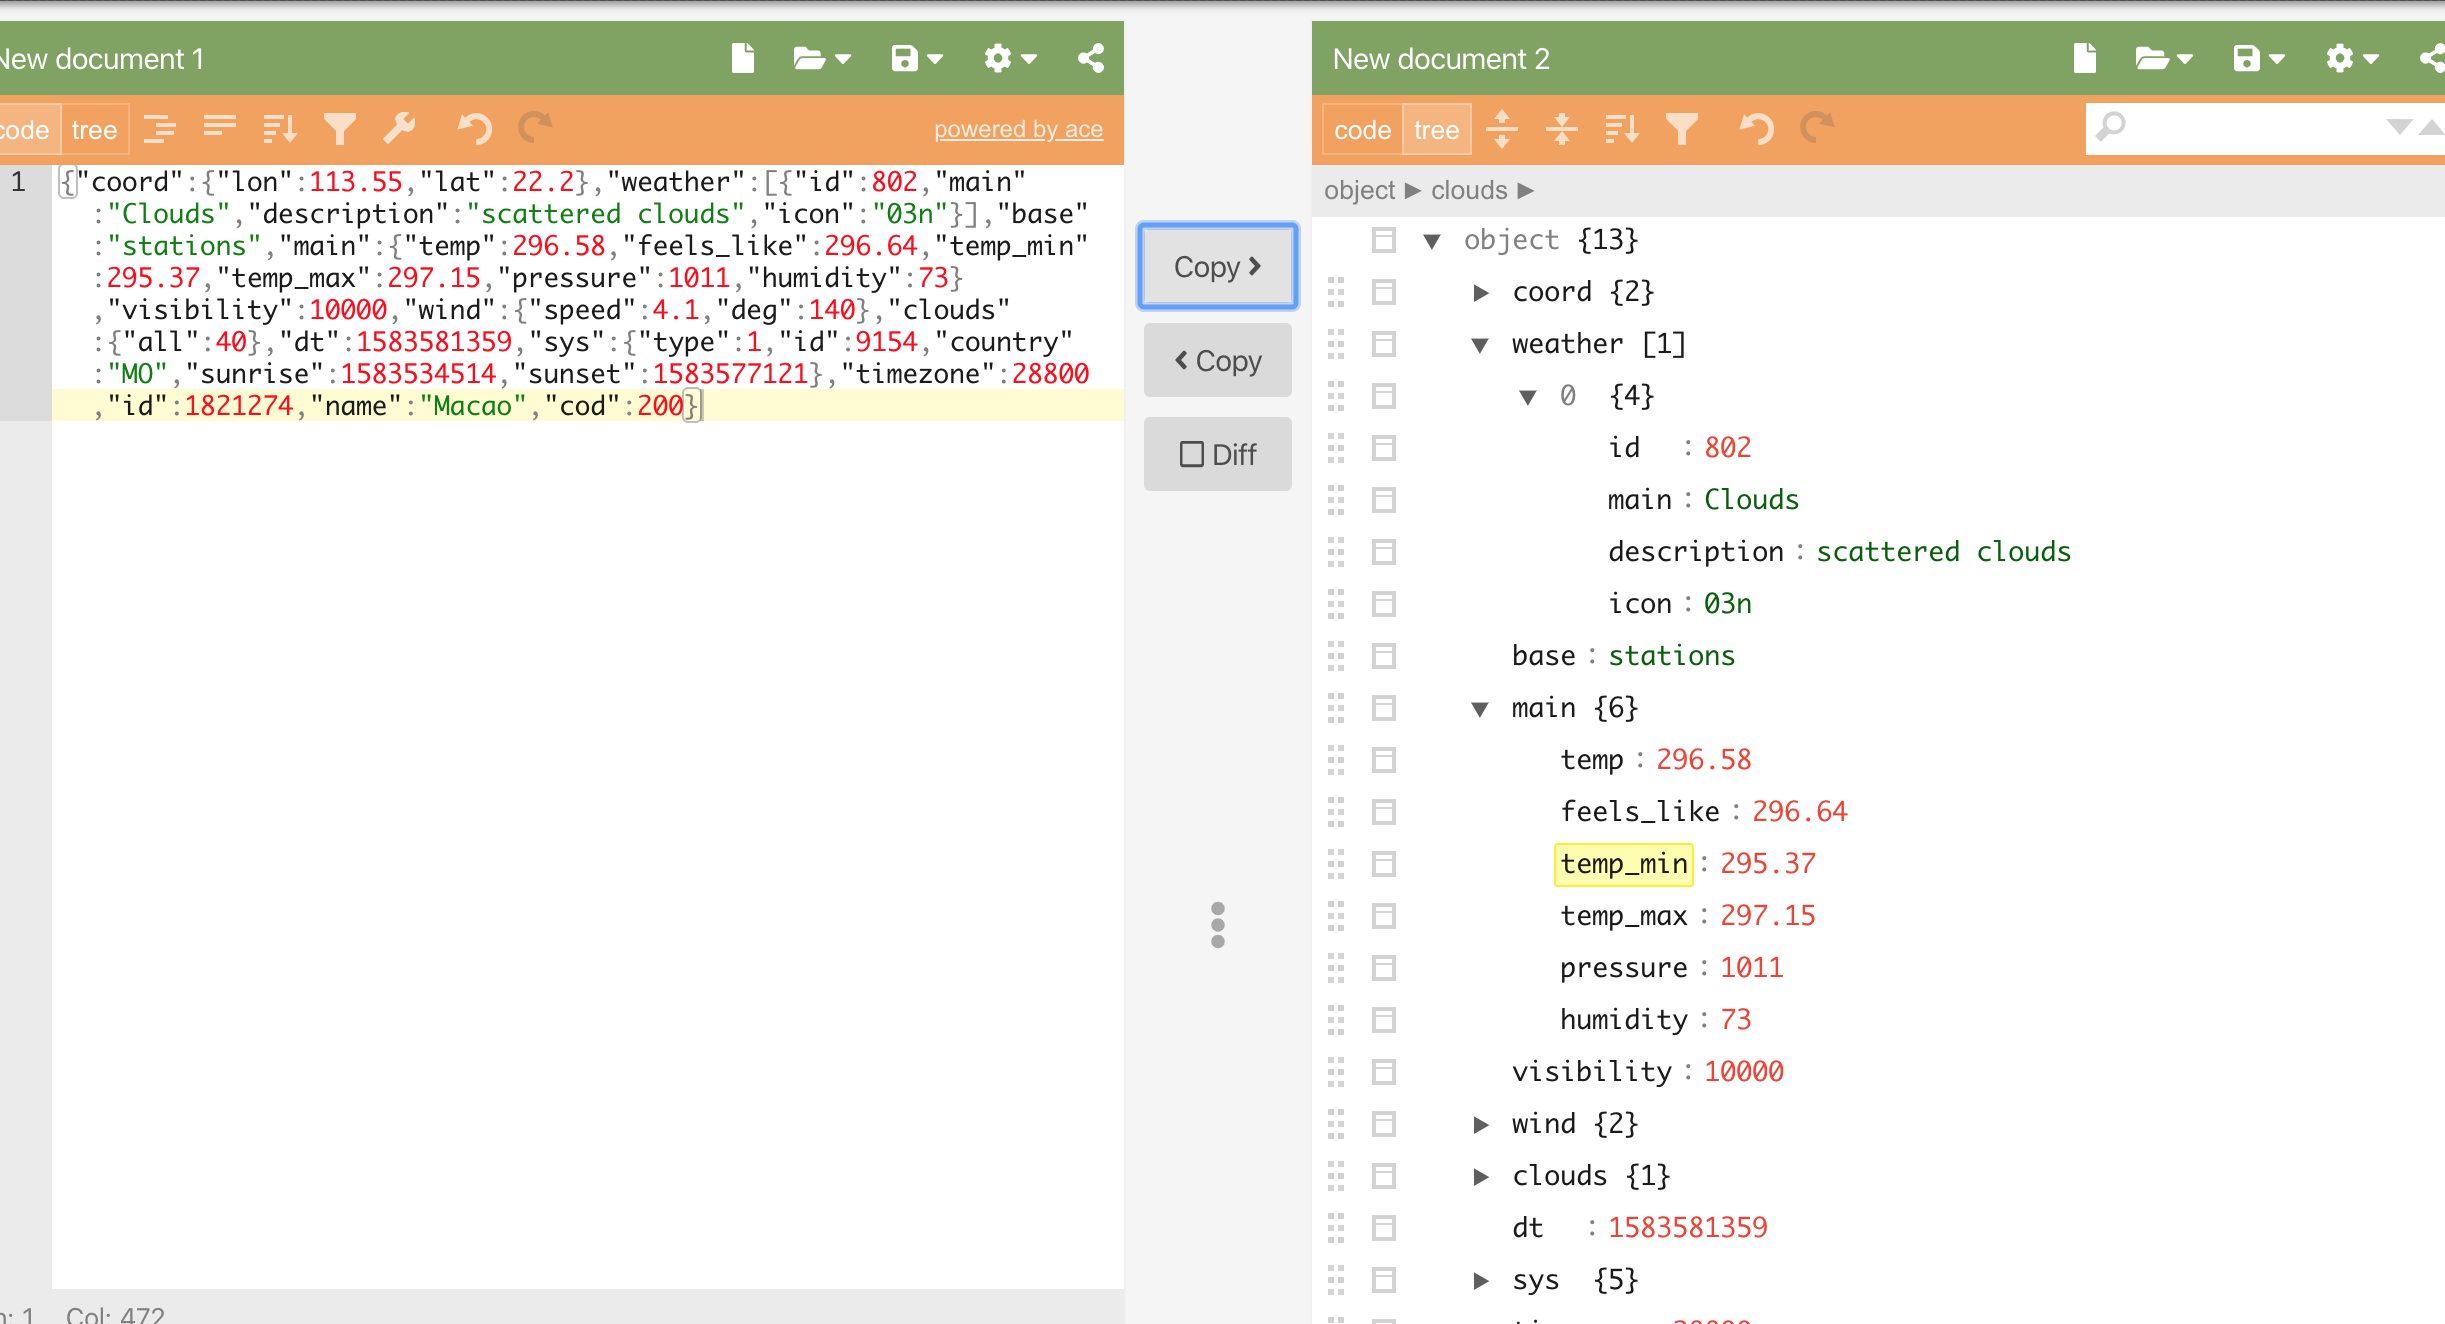 New document 1
code tree powered by ace
1 {"coord":{"lon":113.55,"lat":22.2},"weather":[{"id":802,"main"
:"Clouds","description":"scattered clouds","icon":"03n"}],"base"
:"stations","main":{"temp":296.58,"feels_like":296.64,"temp_min"
:295.37,"temp_max":297.15,"pressure":1011,"humidity":73}
,"visibility":10000,"wind":{"speed":4.1,"deg":140},"clouds"
:{"all":40},"dt":1583581359,"sys":{"type":1,"id":9154,"country"
:"MO","sunrise":1583534514,"sunset":1583577121},"timezone":28800
,"id":1821274,"name":"Macao","cod":200}
: 1 Col: 472
Copy >
< Copy
Diff
New document 2
code tree
object ► clouds ►
▼ object {13}
► coord {2}
▼ weather [1]
▼ 0 {4}
id : 802
main : Clouds
description : scattered clouds
icon : 03n
base : stations
▼ main {6}
temp : 296.58
feels_like : 296.64
temp_min : 295.37
temp_max : 297.15
pressure : 1011
humidity : 73
visibility : 10000
► wind {2}
► clouds {1}
dt : 1583581359
► sys {5}